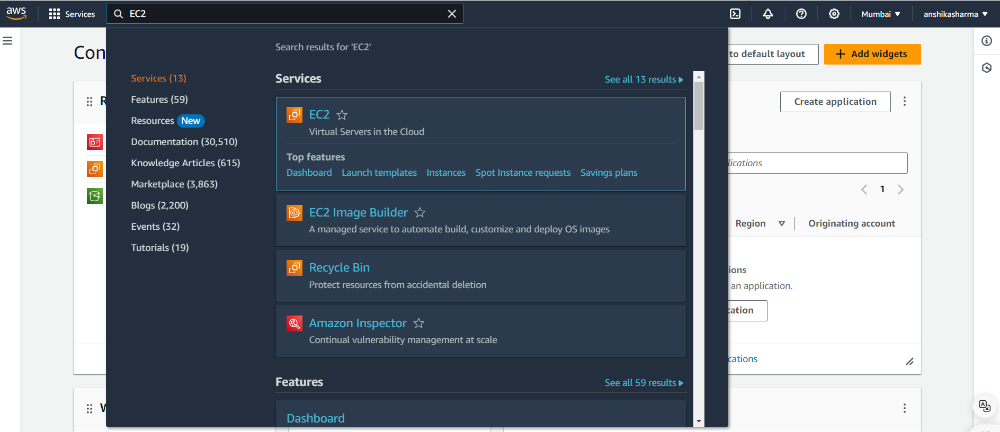 aws
Services
EC2
Mumbai
anshikasharma
Con
Search results for 'EC2'
to default layout
Add widgets
Services (13)
Features (59)
Resources New
Documentation (30,510)
Knowledge Articles (615)
Marketplace (3,863)
Blogs (2,200)
Events (32)
Tutorials (19)
Services
See all 13 results
EC2
Virtual Servers in the Cloud
Top features
Dashboard Launch templates Instances Spot Instance requests Savings plans
EC2 Image Builder
A managed service to automate build, customize and deploy OS images
Recycle Bin
Protect resources from accidental deletion
Amazon Inspector
Continual vulnerability management at scale
Features
See all 59 results
Dashboard
R
Create application
lications
1
Region
Originating account
ions
an application.
cation
cations
W